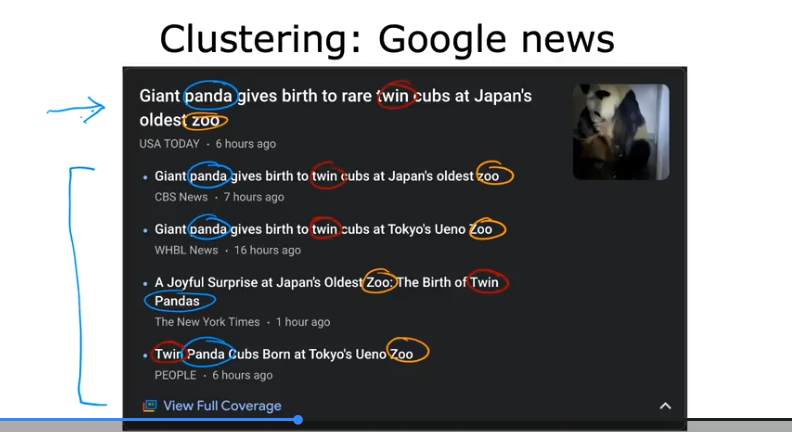 Clustering: Google news
Giant panda gives birth to rare twin cubs at Japan's
oldest zoo
USA TODAY · 6 hours ago
• Giant panda gives birth to twin cubs at Japan's oldest zoo
CBS News · 7 hours ago
• Giant panda gives birth to twin cubs at Tokyo's Ueno Zoo
WHBL News · 16 hours ago
• A Joyful Surprise at Japan's Oldest Zoo: The Birth of Twin
Pandas
The New York Times · 1 hour ago
• Twin Panda Cubs Born at Tokyo's Ueno Zoo
PEOPLE · 6 hours ago
View Full Coverage